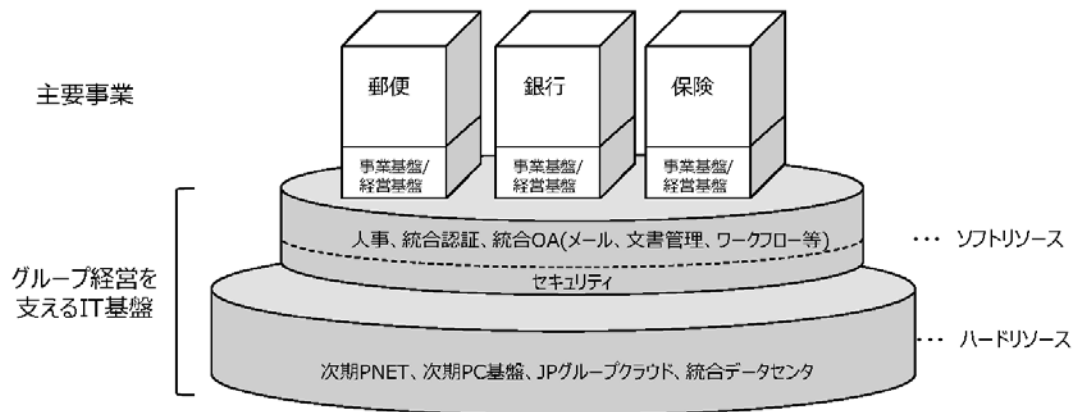 主要事業
郵便
銀行
保険
事業基盤/
経営基盤
事業基盤/
経営基盤
事業基盤/
経営基盤
グループ経営を
支えるIT基盤
人事、統合認証、統合OA(メール、文書管理、ワークフロー等)
セキュリティ
… ソフトリソース
次期PNET、次期PC基盤、JPグループクラウド、統合データセンタ
… ハードリソース